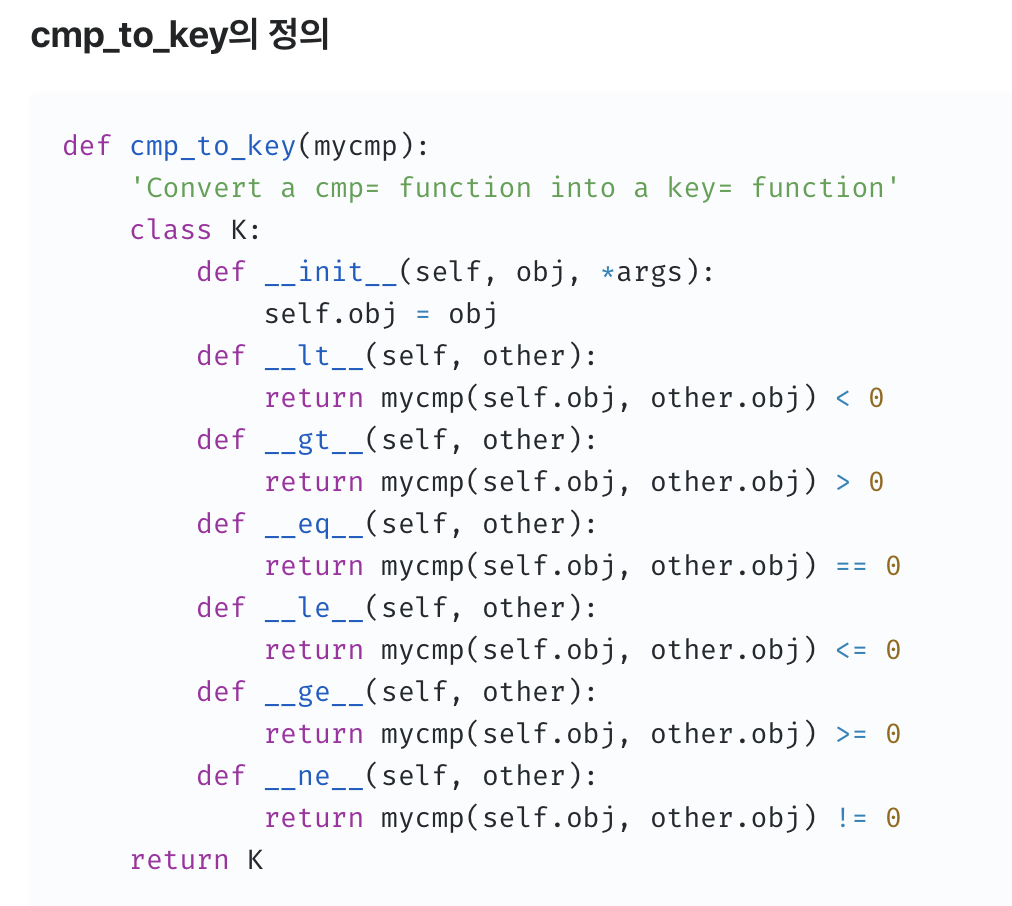 cmp_to_key의 정의
def cmp_to_key(mycmp):
    'Convert a cmp= function into a key= function'
    class K:
        def __init__(self, obj, *args):
            self.obj = obj
        def __lt__(self, other):
            return mycmp(self.obj, other.obj) < 0
        def __gt__(self, other):
            return mycmp(self.obj, other.obj) > 0
        def __eq__(self, other):
            return mycmp(self.obj, other.obj) == 0
        def __le__(self, other):
            return mycmp(self.obj, other.obj) <= 0
        def __ge__(self, other):
            return mycmp(self.obj, other.obj) >= 0
        def __ne__(self, other):
            return mycmp(self.obj, other.obj) != 0
    return K